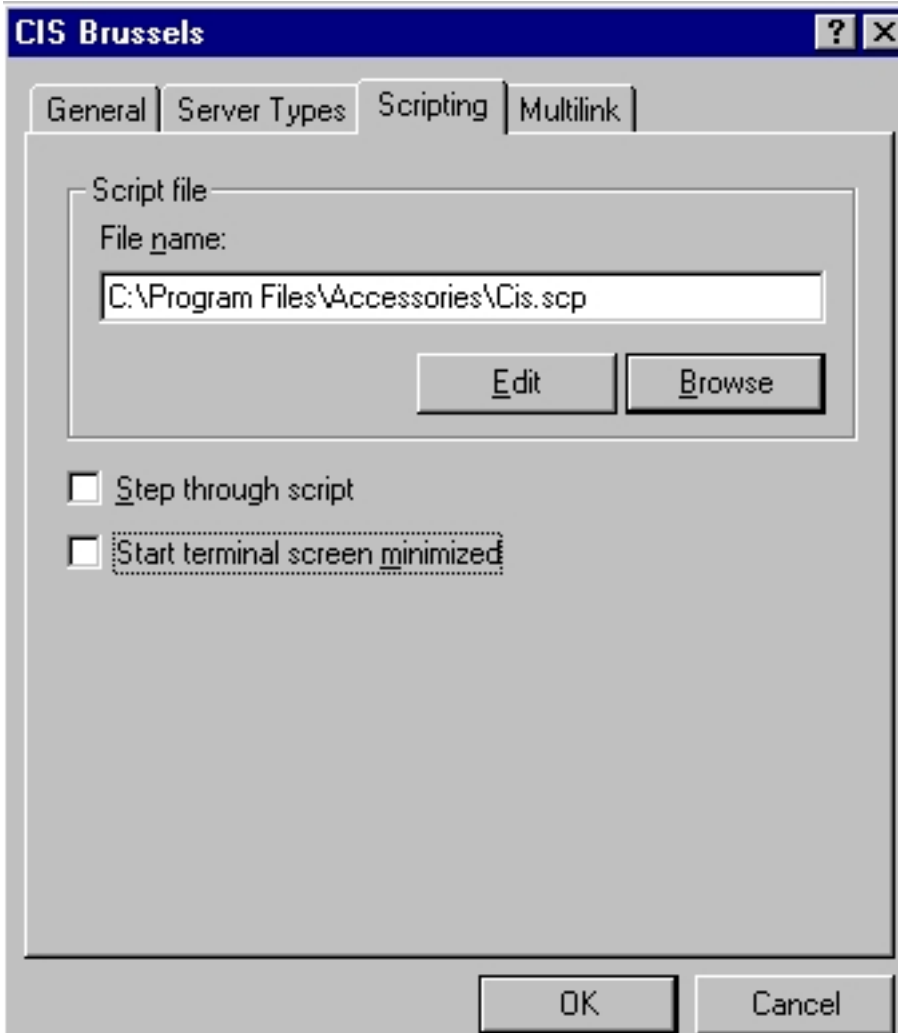 CIS Brussels
General Server Types Scripting Multilink
Script file
File name:
C:\Program Files\Accessories\Cis.scp
Edit Browse
Step through script
Start terminal screen minimized
OK Cancel